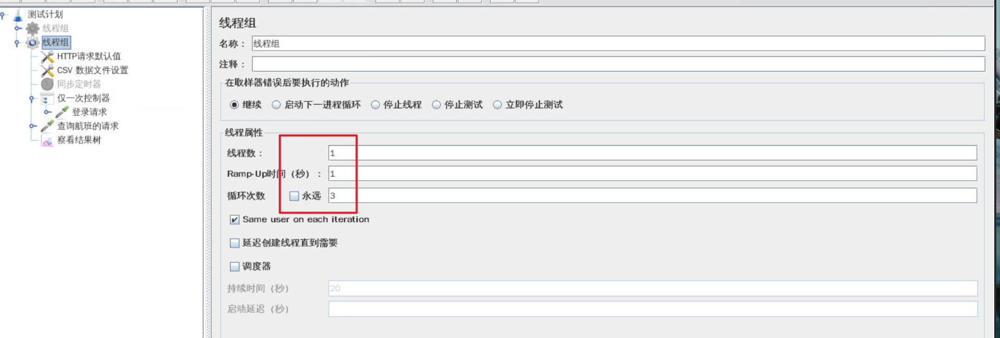 测试计划
线程组
线程组
HTTP请求默认值
CSV 数据文件设置
同步定时器
仅一次控制器
登录请求
查询航班的请求
察看结果树
线程组
名称： 线程组
注释：
在取样器错误后要执行的动作
继续 启动下一进程循环 停止线程 停止测试 立即停止测试
线程属性
线程数： 1
Ramp-Up时间（秒）： 1
循环次数 永远 3
Same user on each iteration
延迟创建线程直到需要
调度器
持续时间（秒） 20
启动延迟（秒）